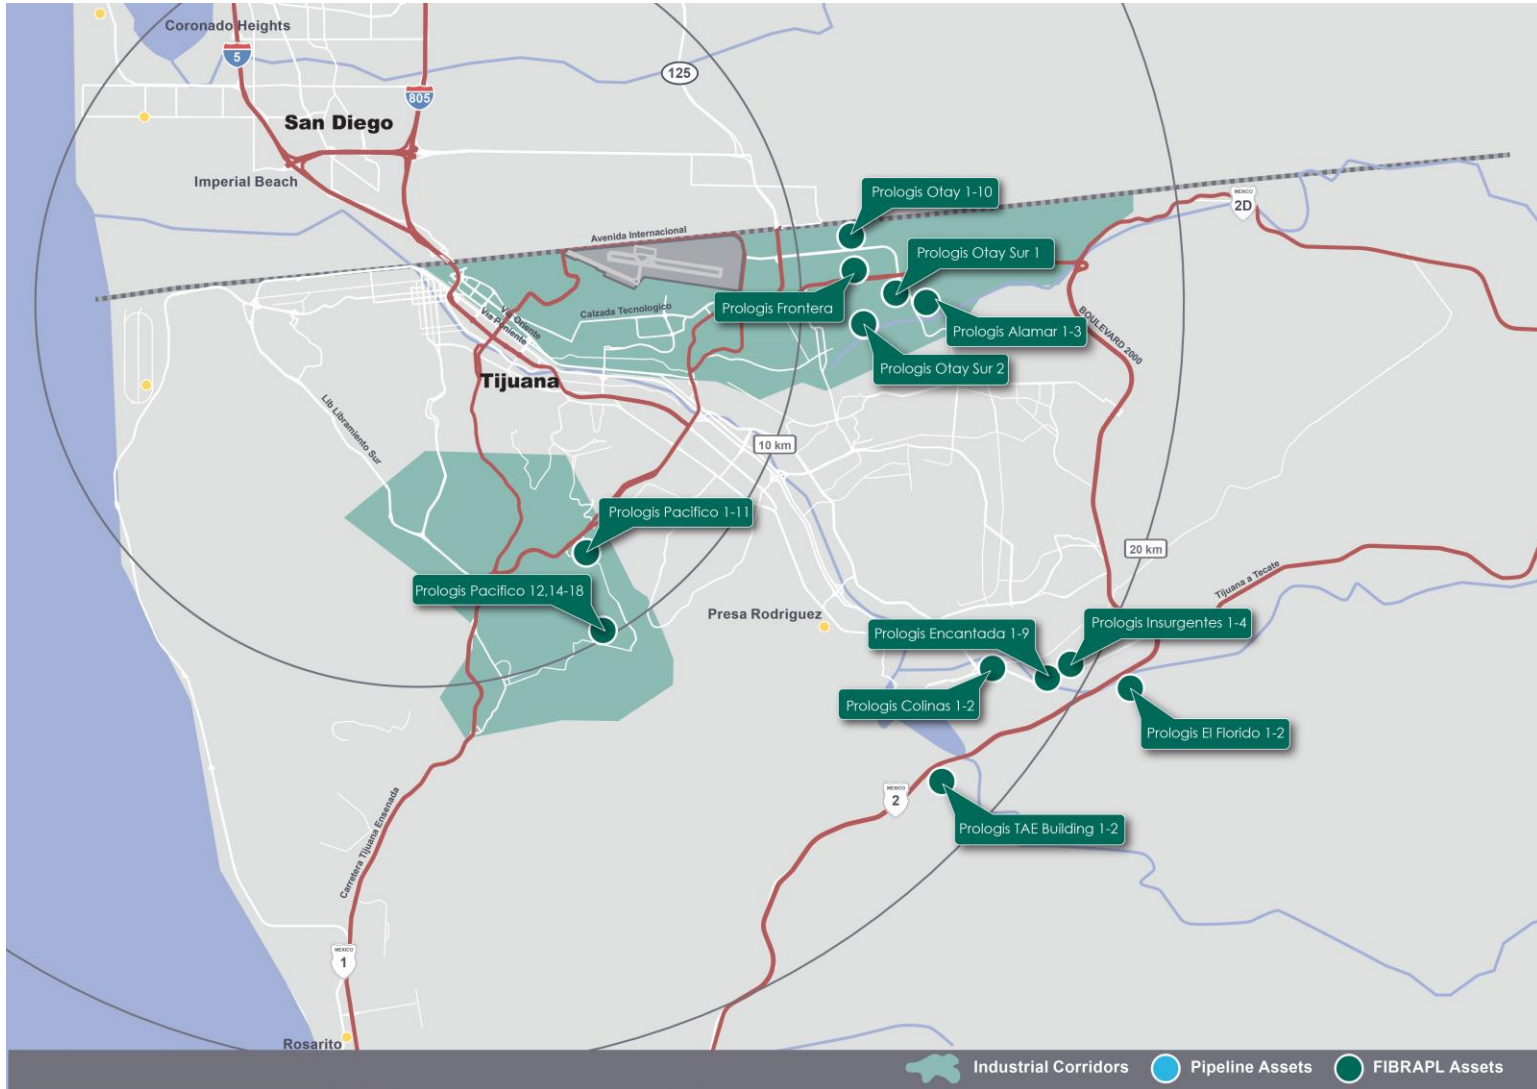 Coronado Heights
5
805
125
San Diego
Imperial Beach
Prologis Otay 1-10
MEXICO
2D
Avenida Internacional
Prologis Otay Sur 1
Prologis Frontera
Calzada Tecnologico
Via Oriente
Via Poniente
Prologis Alamar 1-3
BOULEVARD 2000
Prologis Otay Sur 2
Tijuana
Lib Libramiento Sur
10 km
Prologis Pacifico 1-11
20 km
Prologis Pacifico 12,14-18
Tijuana a Tecate
Presa Rodriguez
Prologis Insurgentes 1-4
Prologis Encantada 1-9
Prologis Colinas 1-2
Prologis El Florido 1-2
MEXICO
2
Prologis TAE Building 1-2
Carretera Tijuana Ensenada
MEXICO
1
Rosarito
Industrial Corridors
Pipeline Assets
FIBRAPL Assets